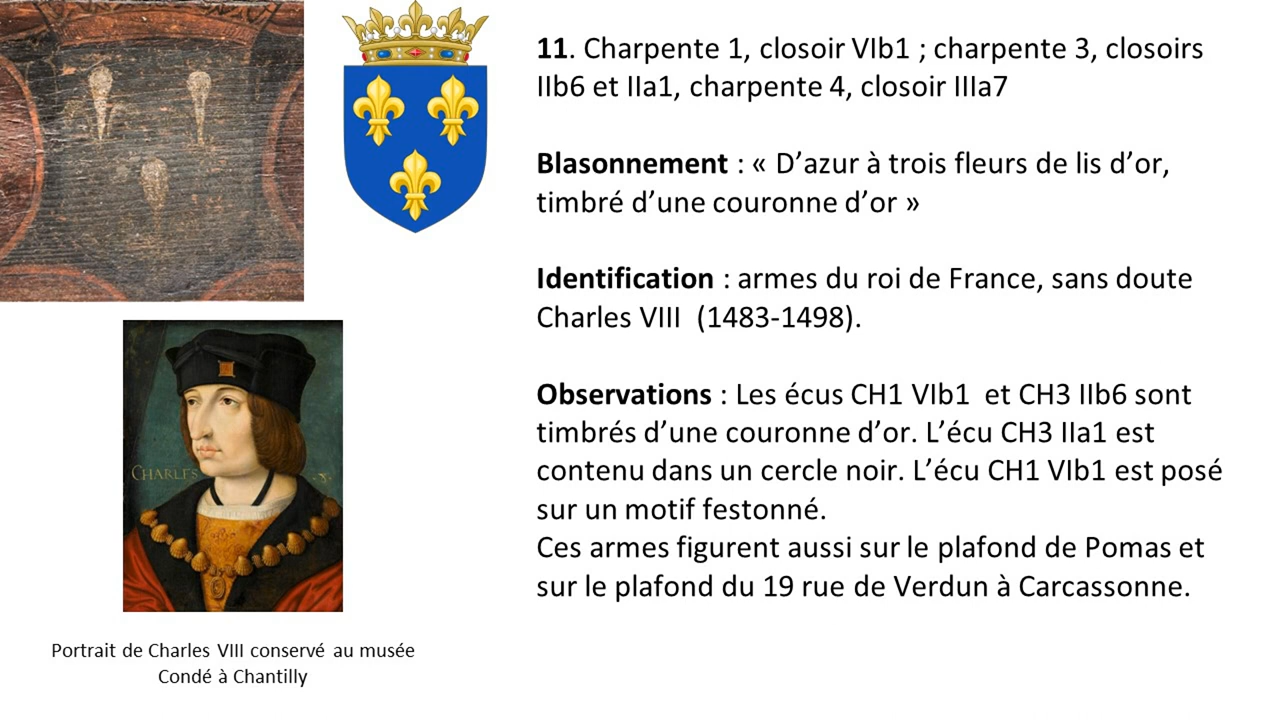 11. Charpente 1, closoir VIb1 ; charpente 3, closoirs
IIb6 et IIa1, charpente 4, closoir IIIa7
Blasonnement : « D’azur à trois fleurs de lis d’or,
timbré d’une couronne d’or »
Identification : armes du roi de France, sans doute
Charles VIII (1483-1498).
Observations : Les écus CH1 VIb1 et CH3 IIb6 sont
timbrés d’une couronne d’or. L’écu CH3 IIa1 est
contenu dans un cercle noir. L’écu CH1 VIb1 est posé
sur un motif festonné.
Ces armes figurent aussi sur le plafond de Pomas et
sur le plafond du 19 rue de Verdun à Carcassonne.
CHARLES
Portrait de Charles VIII conservé au musée
Condé à Chantilly